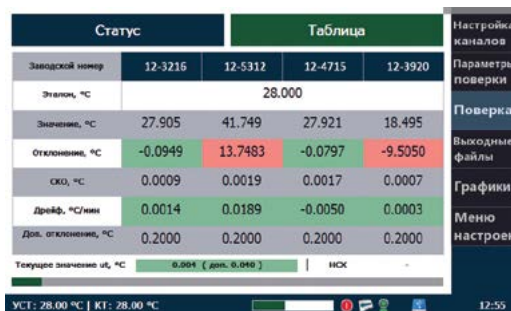 Статус Таблица
Заводской номер 12-3216 12-5312 12-4715 12-3920
Эталон, °C 28.000
Значение, °C 27.905 41.749 27.921 18.495
Отклонение, °C -0.0949 13.7483 -0.0797 -9.5050
СКО, °C 0.0009 0.0019 0.0017 0.0007
Дрейф, °C/мин 0.0014 0.0189 -0.0050 0.0003
Доп. отклонение, °C 0.2000 0.2000 0.2000 0.2000
Текущее значение ut, °C 0.004 ( доп. 0.040 ) НСХ -
УСТ: 28.00 °C | КТ: 28.00 °C 12:55
Настройка
каналов
Параметры
поверки
Поверка
Выходные
файлы
Графики
Меню
настроек